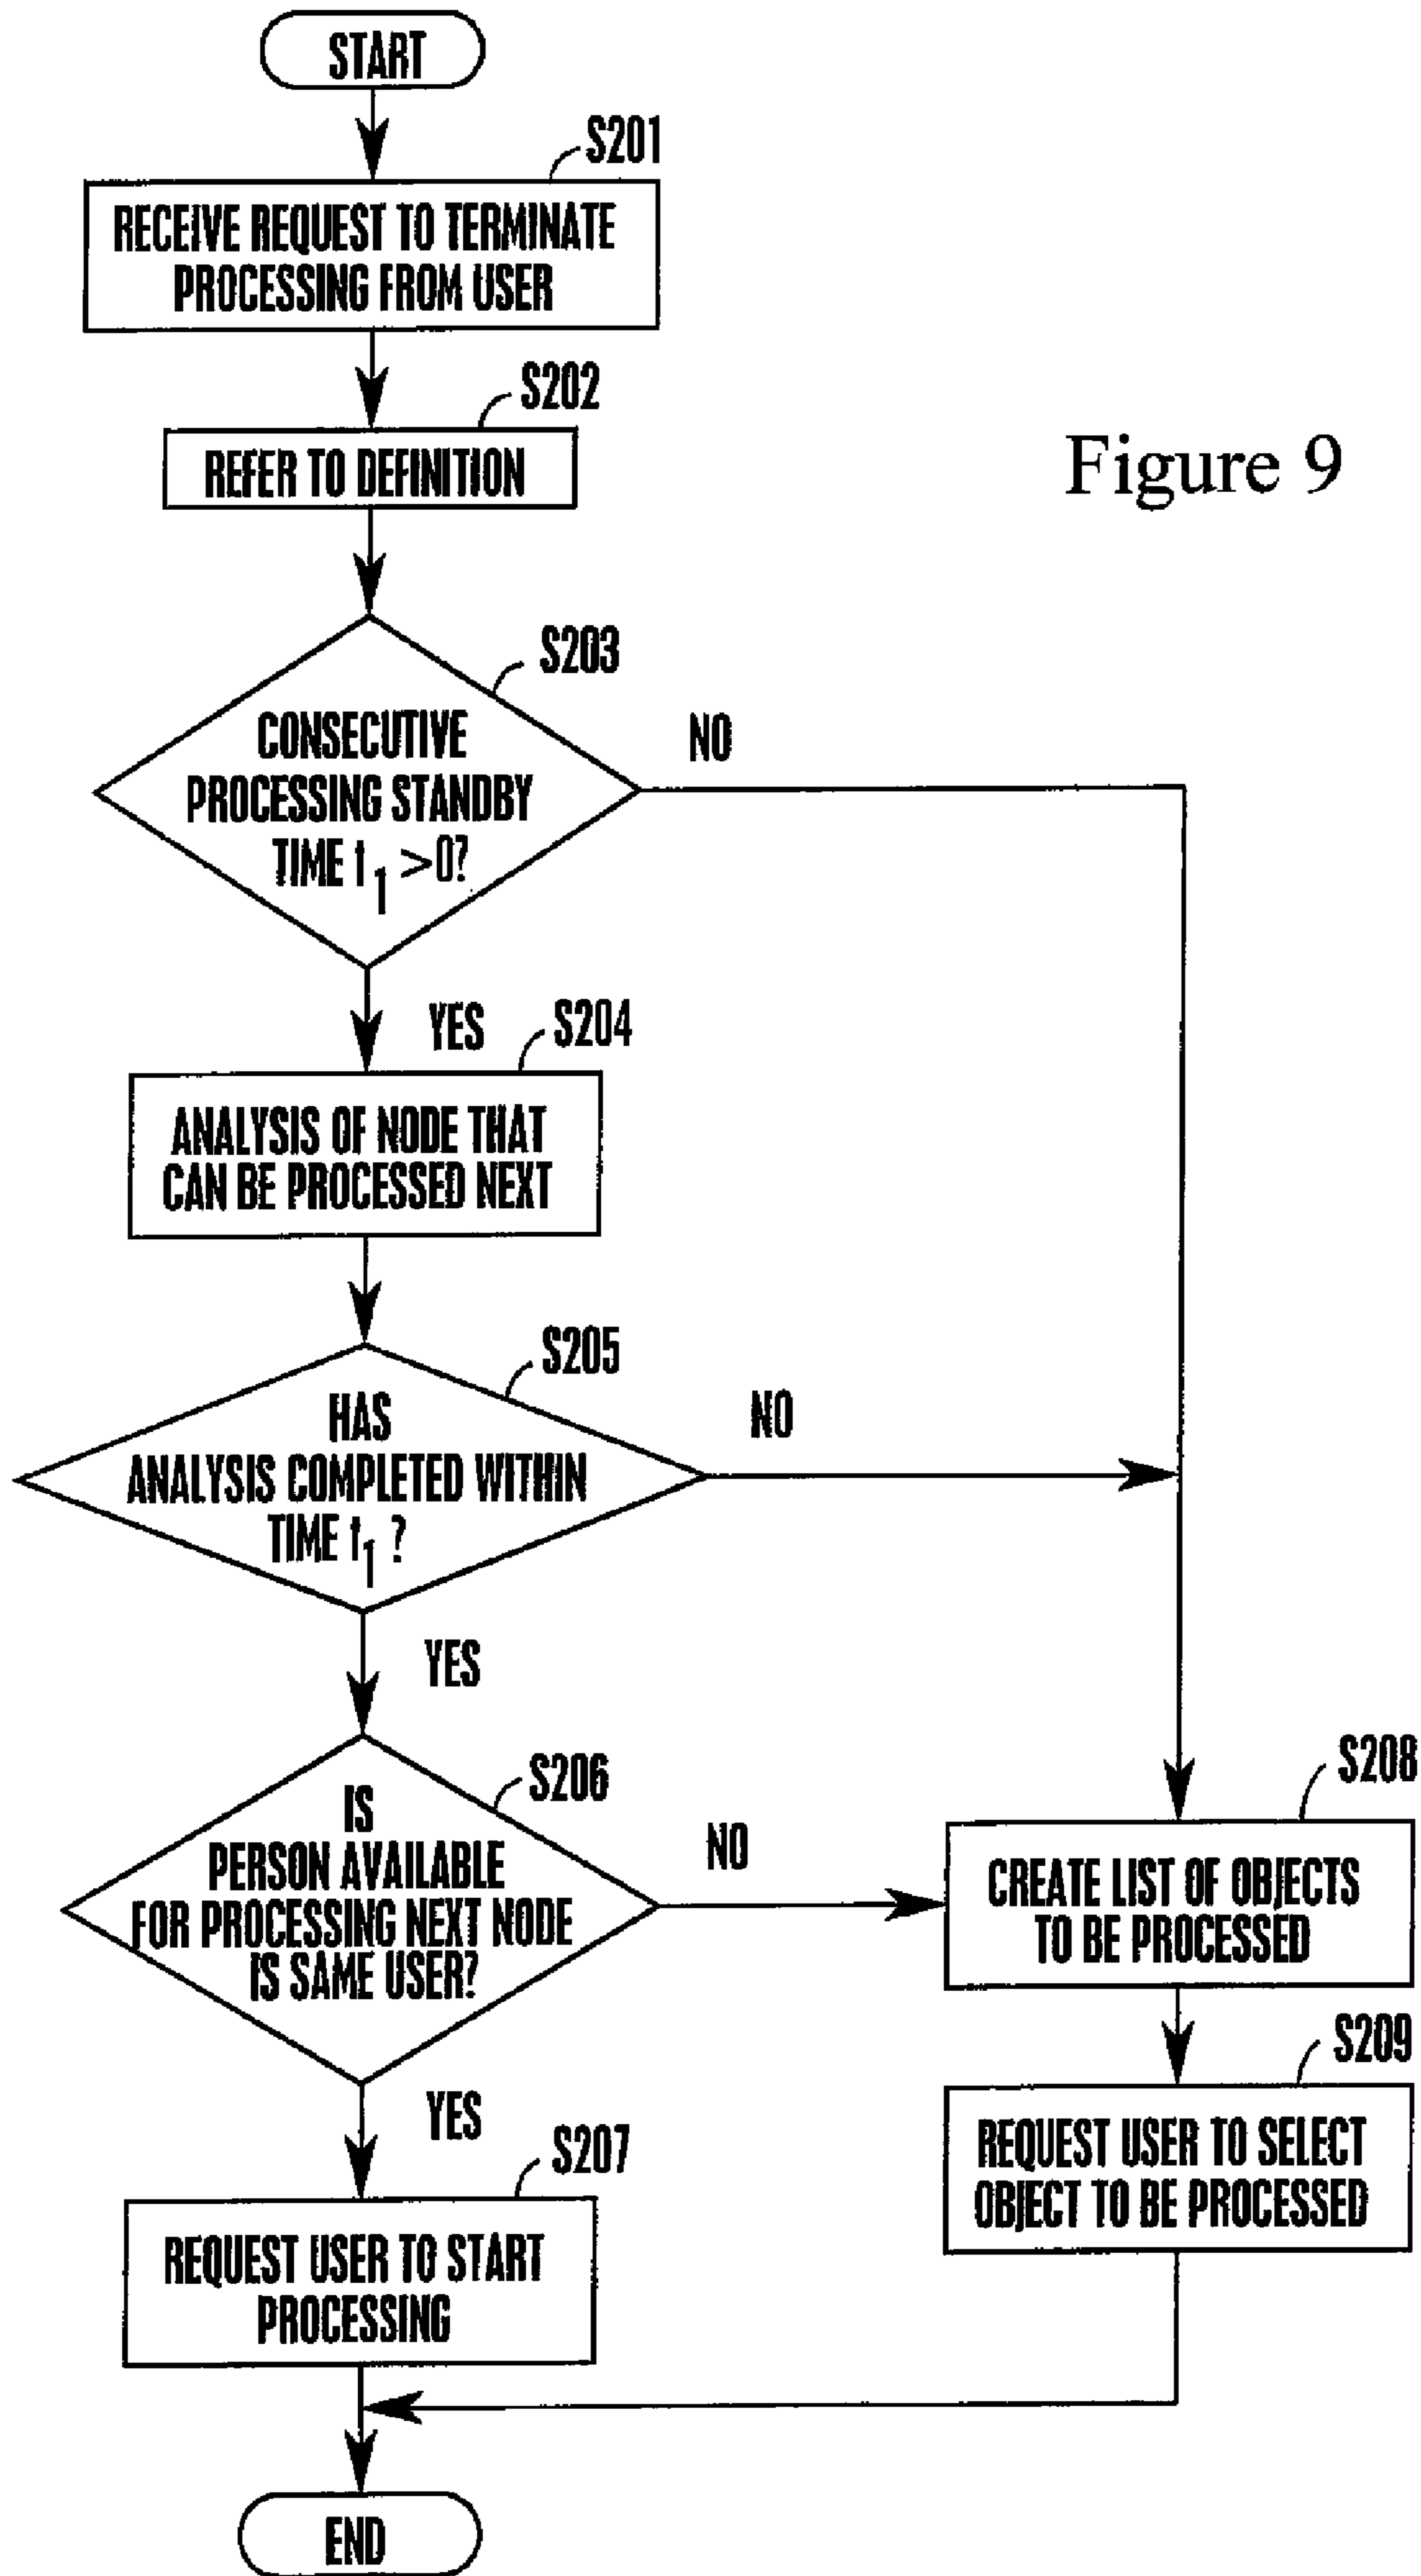 START
S201
RECEIVE REQUEST TO TERMINATE
PROCESSING FROM USER
S202
REFER TO DEFINITION
Figure 9
S203
CONSECUTIVE
PROCESSING STANDBY
TIME t1 >0?
NO
YES
S204
ANALYSIS OF NODE THAT
CAN BE PROCESSED NEXT
S205
HAS
ANALYSIS COMPLETED WITHIN
TIME t1 ?
NO
YES
S206
IS
PERSON AVAILABLE
FOR PROCESSING NEXT NODE
IS SAME USER?
NO
S208
CREATE LIST OF OBJECTS
TO BE PROCESSED
YES
S209
REQUEST USER TO SELECT
OBJECT TO BE PROCESSED
S207
REQUEST USER TO START
PROCESSING
END